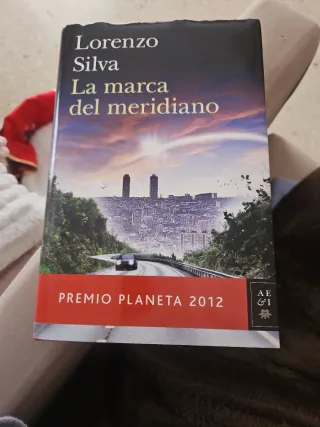 Lorenzo
Silva
La marca
del meridiano
PREMIO PLANETA 2012
AE
&I